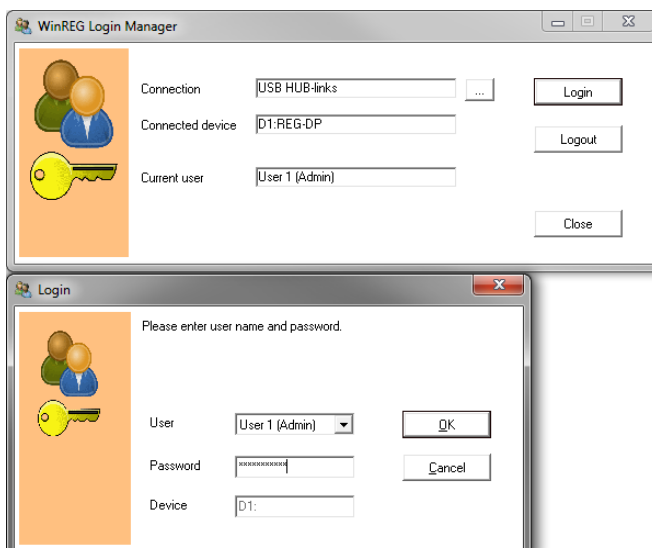 WinREG Login Manager
Connection USB HUB-links ... Login
Connected device D1:REG-DP
Logout
Current user User 1 (Admin)
Close
Login
Please enter user name and password.
User User 1 (Admin) OK
Password *********** Cancel
Device D1: